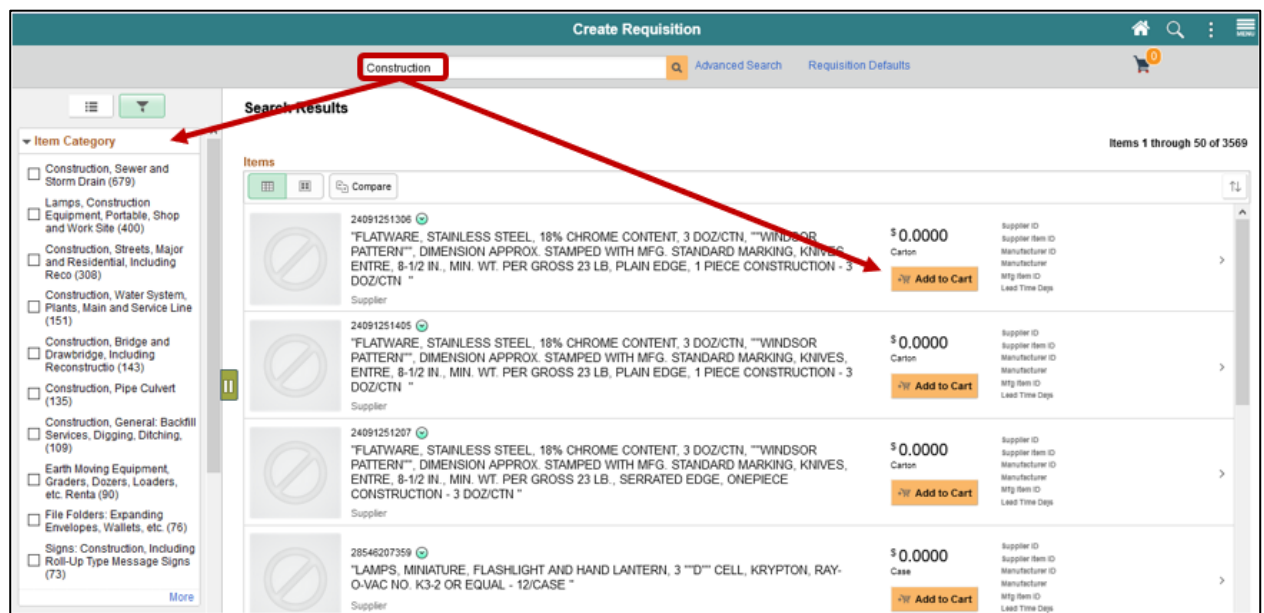 Create Requisition
MENU
Construction
Advanced Search
Requisition Defaults
0
Search Results
Items 1 through 50 of 3569
Item Category
Construction, Sewer and
Storm Drain (679)
Lamps, Construction
Equipment, Portable, Shop
and Work Site (400)
Construction, Streets, Major
and Residential, Including
Reco (308)
Construction, Water System,
Plants, Main and Service Line
(151)
Construction, Bridge and
Drawbridge, Including
Reconstructio (143)
Construction, Pipe Culvert
(135)
Construction, General: Backfill
Services, Digging, Ditching,
(109)
Earth Moving Equipment,
Graders, Dozers, Loaders,
etc. Renta (90)
File Folders: Expanding
Envelopes, Wallets, etc. (76)
Signs: Construction, Including
Roll-Up Type Message Signs
(73)
More
Items
Compare
24091251306
"FLATWARE, STAINLESS STEEL, 18% CHROME CONTENT, 3 DOZ/CTN, ""WINDSOR
PATTERN"", DIMENSION APPROX. STAMPED WITH MFG. STANDARD MARKING, KNIVES,
ENTRE, 8-1/2 IN., MIN. WT. PER GROSS 23 LB, PLAIN EDGE, 1 PIECE CONSTRUCTION - 3
DOZ/CTN "
Supplier
$ 0.0000
Carton
Add to Cart
Supplier ID
Supplier Item ID
Manufacturer ID
Manufacturer
Mfg Item ID
Lead Time Days
24091251405
"FLATWARE, STAINLESS STEEL, 18% CHROME CONTENT, 3 DOZ/CTN, ""WINDSOR
PATTERN"", DIMENSION APPROX. STAMPED WITH MFG. STANDARD MARKING, KNIVES,
ENTRE, 8-1/2 IN., MIN. WT. PER GROSS 23 LB, PLAIN EDGE, 1 PIECE CONSTRUCTION - 3
DOZ/CTN "
Supplier
$ 0.0000
Carton
Add to Cart
Supplier ID
Supplier Item ID
Manufacturer ID
Manufacturer
Mfg Item ID
Lead Time Days
24091251207
"FLATWARE, STAINLESS STEEL, 18% CHROME CONTENT, 3 DOZ/CTN, ""WINDSOR
PATTERN"", DIMENSION APPROX. STAMPED WITH MFG. STANDARD MARKING, KNIVES,
ENTRE, 8-1/2 IN., MIN. WT. PER GROSS 23 LB., SERRATED EDGE, ONEPIECE
CONSTRUCTION - 3 DOZ/CTN "
Supplier
$ 0.0000
Carton
Add to Cart
Supplier ID
Supplier Item ID
Manufacturer ID
Manufacturer
Mfg Item ID
Lead Time Days
28546207359
"LAMPS, MINIATURE, FLASHLIGHT AND HAND LANTERN, 3 ""D"" CELL, KRYPTON, RAY-
O-VAC NO. K3-2 OR EQUAL - 12/CASE "
Supplier
$ 0.0000
Case
Add to Cart
Supplier ID
Supplier Item ID
Manufacturer ID
Manufacturer
Mfg Item ID
Lead Time Days